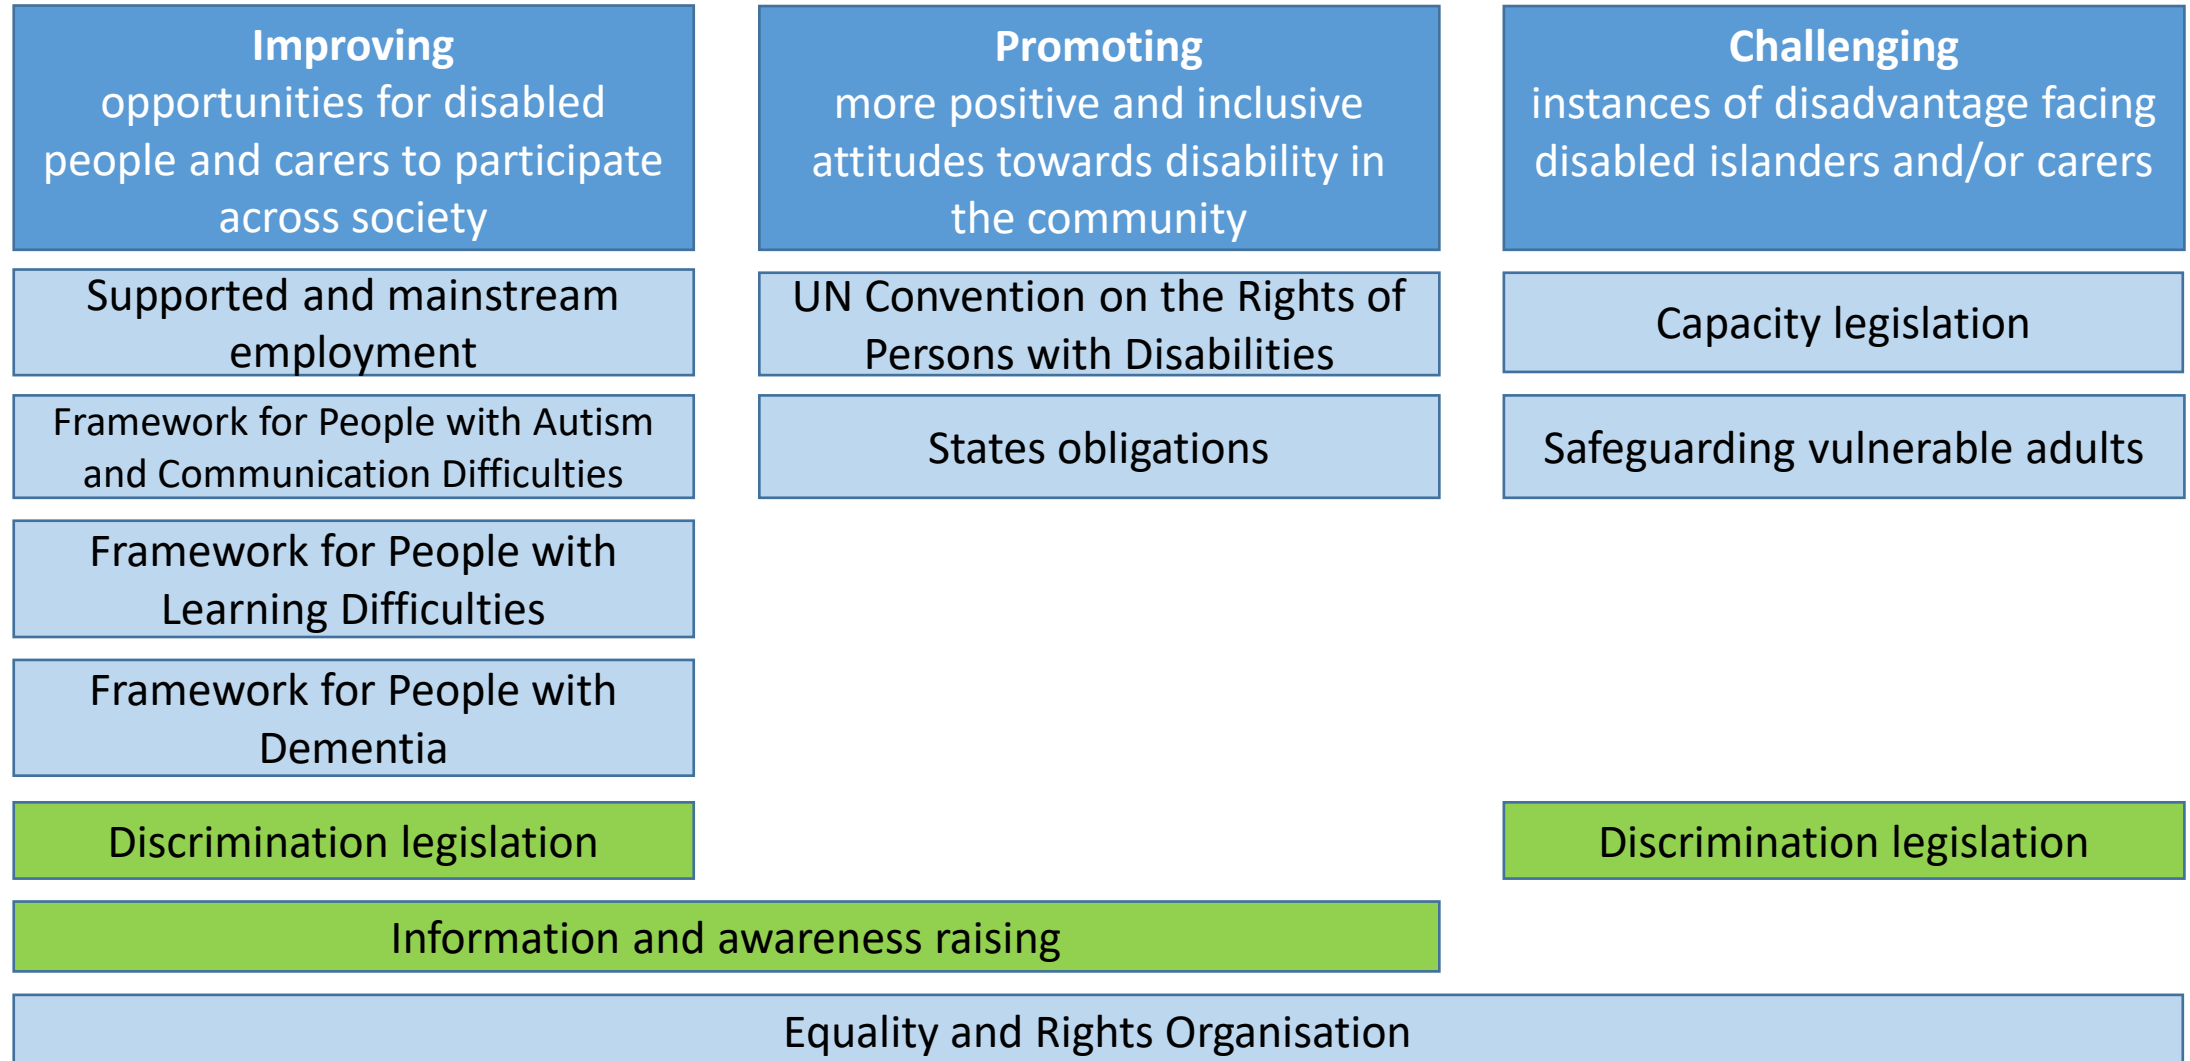 Improving
opportunities for disabled
people and carers to participate
across society
Promoting
more positive and inclusive
attitudes towards disability in
the community
Challenging
instances of disadvantage facing
disabled islanders and/or carers
Supported and mainstream
employment
UN Convention on the Rights of
Persons with Disabilities
Capacity legislation
Framework for People with Autism
and Communication Difficulties
States obligations
Safeguarding vulnerable adults
Framework for People with
Learning Difficulties
Framework for People with
Dementia
Discrimination legislation
Discrimination legislation
Information and awareness raising
Equality and Rights Organisation